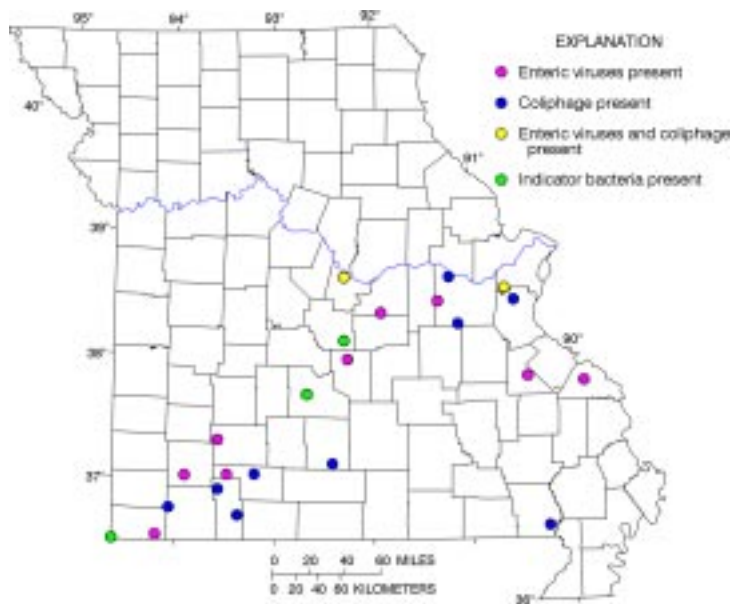 95° 94° 93° 92°
EXPLANATION
Enteric viruses present
Coliphage present
Enteric viruses and coliphage
present
Indicator bacteria present
40°
91°
39°
38°
90°
37°
0 20 40 60 MILES
0 20 40 60 KILOMETERS
36°